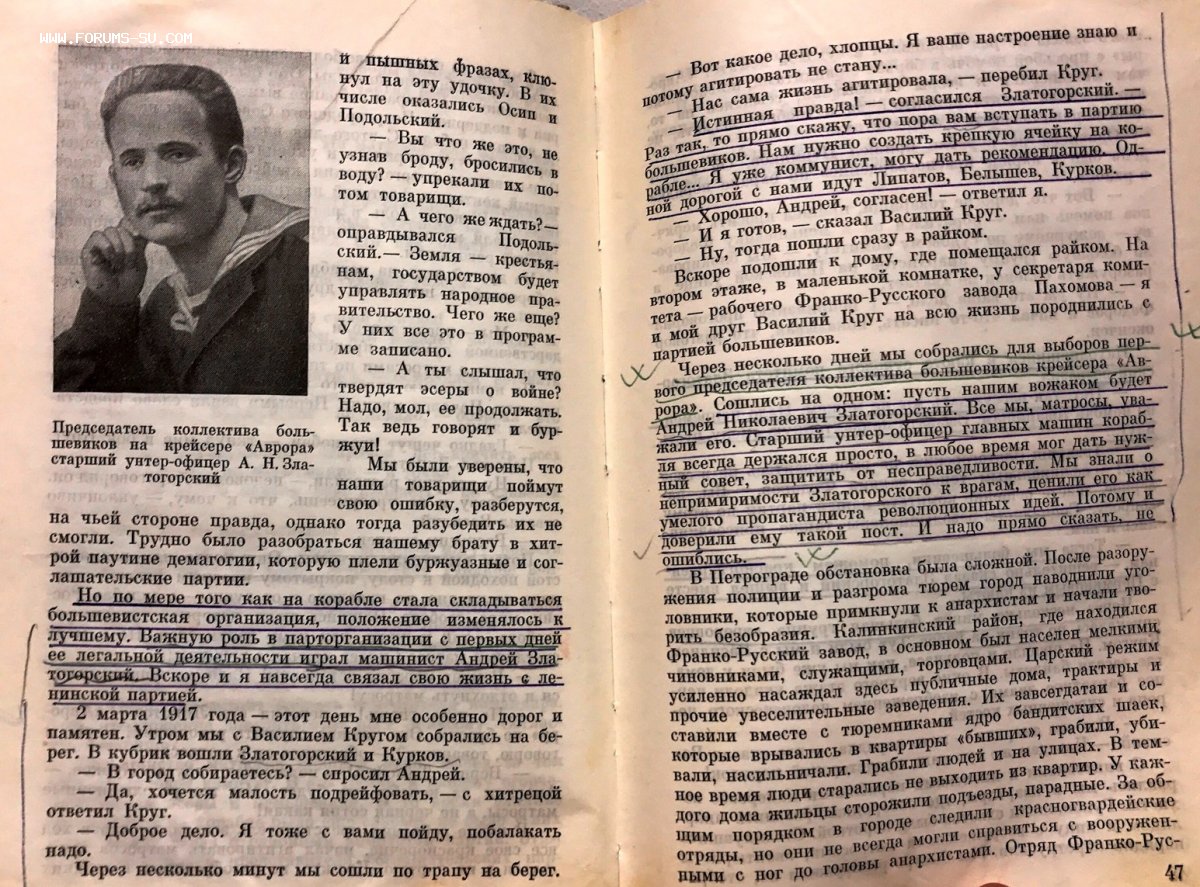 WWW.FORUMS-SU.COM
и пышных фразах, клю-
нул на эту удочку. В их
числе оказались Осип и
Подольский.
— Вы что же это, не
узнав броду, бросились в
воду? — упрекали их по-
том товарищи.
— А чего же ждать? —
оправдывался Подоль-
ский. — Земля — крестья-
нам, государством будет
управлять народное пра-
вительство. Чего же еще?
У них все это в програм-
ме записано.
— А ты слышал, что
твердят эсеры о войне?
Надо, мол, ее продолжать.
Так ведь говорят и бур-
жуи!
Мы были уверены, что
наши товарищи поймут
свою ошибку, разберутся,
Председатель коллектива боль-
шевиков на крейсере «Аврора»
старший унтер-офицер А. Н. Зла-
тогорский
на чьей стороне правда, однако тогда разубедить их не
смогли. Трудно было разобраться нашему брату в хит-
рой паутине демагогии, которую плели буржуазные и сог-
лашательские партии.
Но по мере того как на корабле стала складываться
большевистская организация, положение изменялось к
лучшему. Важную роль в парторганизации с первых дней
ее легальной деятельности играл машинист Андрей Зла-
тогорский. Вскоре и я навсегда связал свою жизнь с ле-
нинской партией.
2 марта 1917 года — этот день мне особенно дорог и
памятен. Утром мы с Василием Кругом собрались на бе-
рег. В кубрик вошли Златогорский и Курков.
— В город собираетесь? — спросил Андрей.
— Да, хочется малость подрейфовать, — с хитрецой
ответил Круг.
— Доброе дело. Я тоже с вами пойду, побалакать
надо.
Через несколько минут мы сошли по трапу на берег.
— Вот какое дело, хлопцы. Я ваше настроение знаю и
потому агитировать не стану...
— Нас сама жизнь агитировала, — перебил Круг.
— Истинная правда! — согласился Златогорский. —
Раз так, то прямо скажу, что пора вам вступать в партию
большевиков. Нам нужно создать крепкую ячейку на ко-
рабле... Я уже коммунист, могу дать рекомендацию. Од-
ной дорогой с нами идут Липатов, Белышев, Курков.
— Хорошо, Андрей, согласен! — ответил я.
— И я готов, — сказал Василий Круг.
— Ну, тогда пошли сразу в райком.
Вскоре подошли к дому, где помещался райком. На
втором этаже, в маленькой комнатке, у секретаря коми-
тета — рабочего Франко-Русского завода Пахомова — я
и мой друг Василий Круг на всю жизнь породнились с
партией большевиков.
Через несколько дней мы собрались для выборов пер-
вого председателя коллектива большевиков крейсера «Ав-
рора». Сошлись на одном: пусть нашим вожаком будет
Андрей Николаевич Златогорский. Все мы, матросы, ува-
жали его. Старший унтер-офицер главных машин кораб-
ля всегда держался просто, в любое время мог дать нуж-
ный совет, защитить от несправедливости. Мы знали о
непримиримости Златогорского к врагам, ценили его как
умелого пропагандиста революционных идей. Потому и
доверили ему такой пост. И надо прямо сказать, не
ошиблись.
В Петрограде обстановка была сложной. После разору-
жения полиции и разгрома тюрем город наводнили уго-
ловники, которые примкнули к анархистам и начали тво-
рить безобразия. Калинкинский район, где находился
Франко-Русский завод, в основном был населен мелкими
чиновниками, служащими, торговцами. Царский режим
усиленно насаждал здесь публичные дома, трактиры и
прочие увеселительные заведения. Их завсегдатаи и со-
ставили вместе с тюремниками ядро бандитских шаек,
которые врывались в квартиры «бывших», грабили, уби-
вали, насильничали. Грабили людей и на улицах. В тем-
ное время люди старались не выходить из квартир. У каж-
дого дома жильцы сторожили подъезды, парадные. За об-
щим порядком в городе следили красногвардейские
отряды, но они не всегда могли справиться с вооружен-
ными с ног до головы анархистами. Отряд Франко-Рус-
47